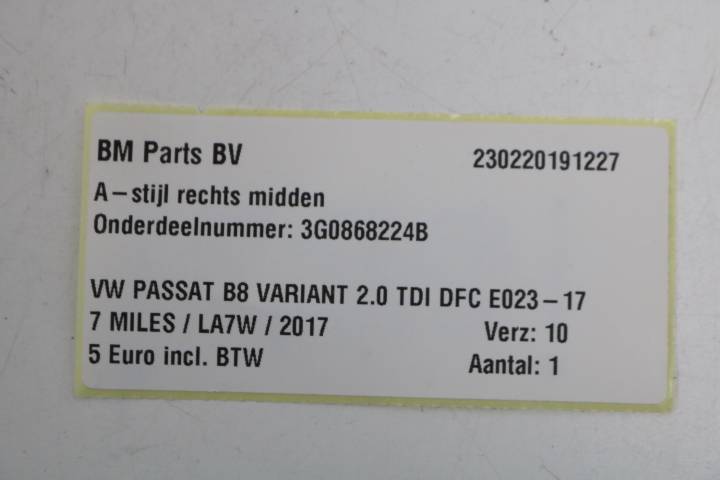 BM Parts BV 230220191227
A-stijl rechts midden
Onderdeelnummer: 3G0868224B
VW PASSAT B8 VARIANT 2.0 TDI DFC E023-17
7 MILES / LA7W / 2017 Verz: 10
5 Euro incl. BTW Aantal: 1